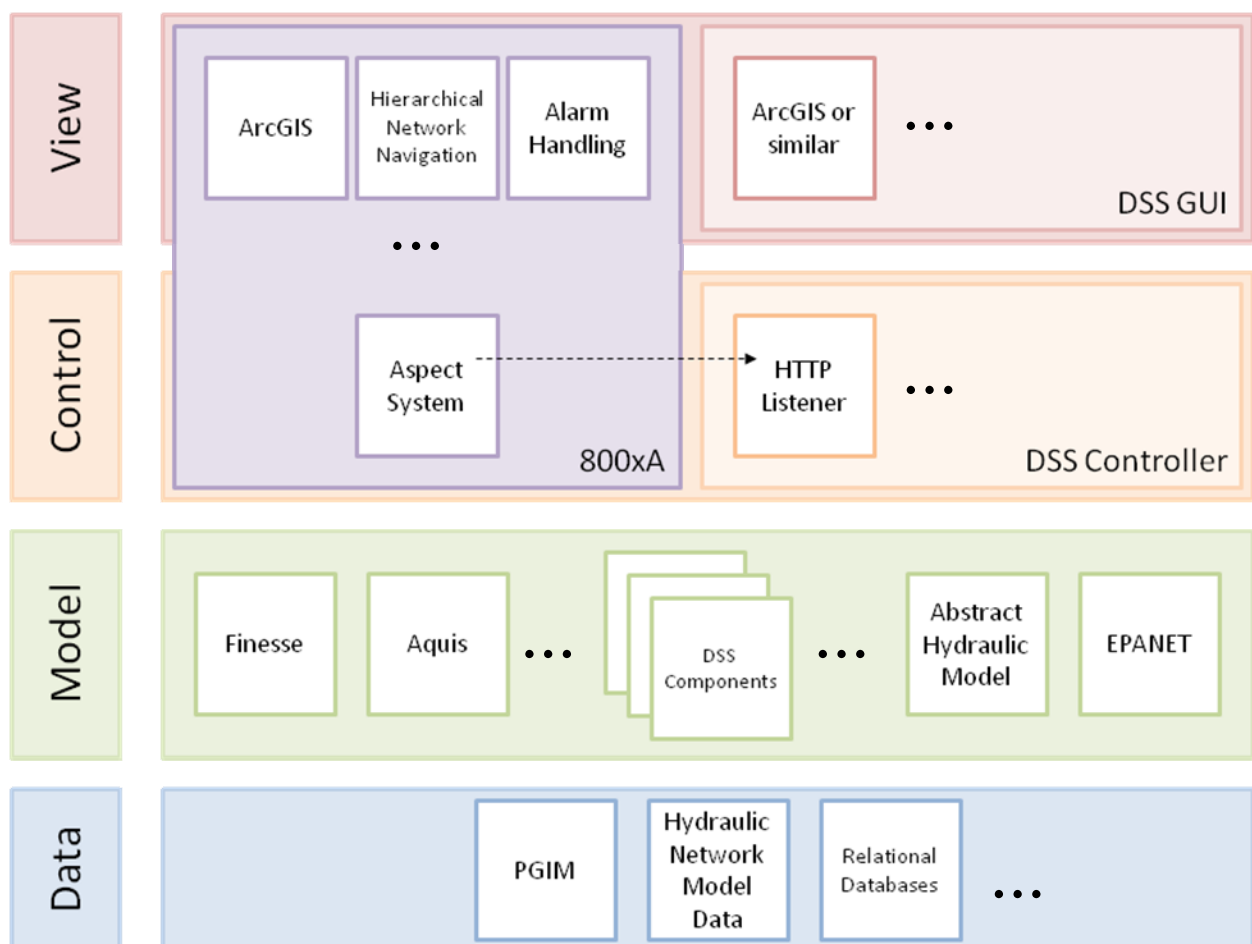 View
ArcGIS
Hierarchical
Network
Navigation
Alarm
Handling
ArcGIS or
similar
...
DSS GUI
...
Control
Aspect
System
800xA
HTTP
Listener
...
DSS Controller
Model
Finesse
Aquis
...
DSS
Components
...
Abstract
Hydraulic
Model
EPANET
Data
PGIM
Hydraulic
Network
Model
Data
Relational
Databases
...